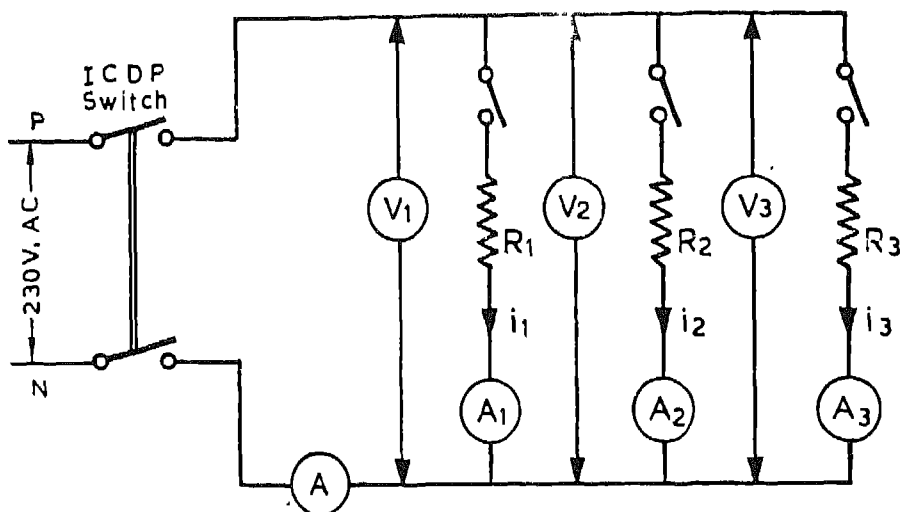 ICDP
Switch
P
230V, AC
N
V1
R1
i1
A1
V2
R2
i2
A2
V3
R3
i3
A3
A